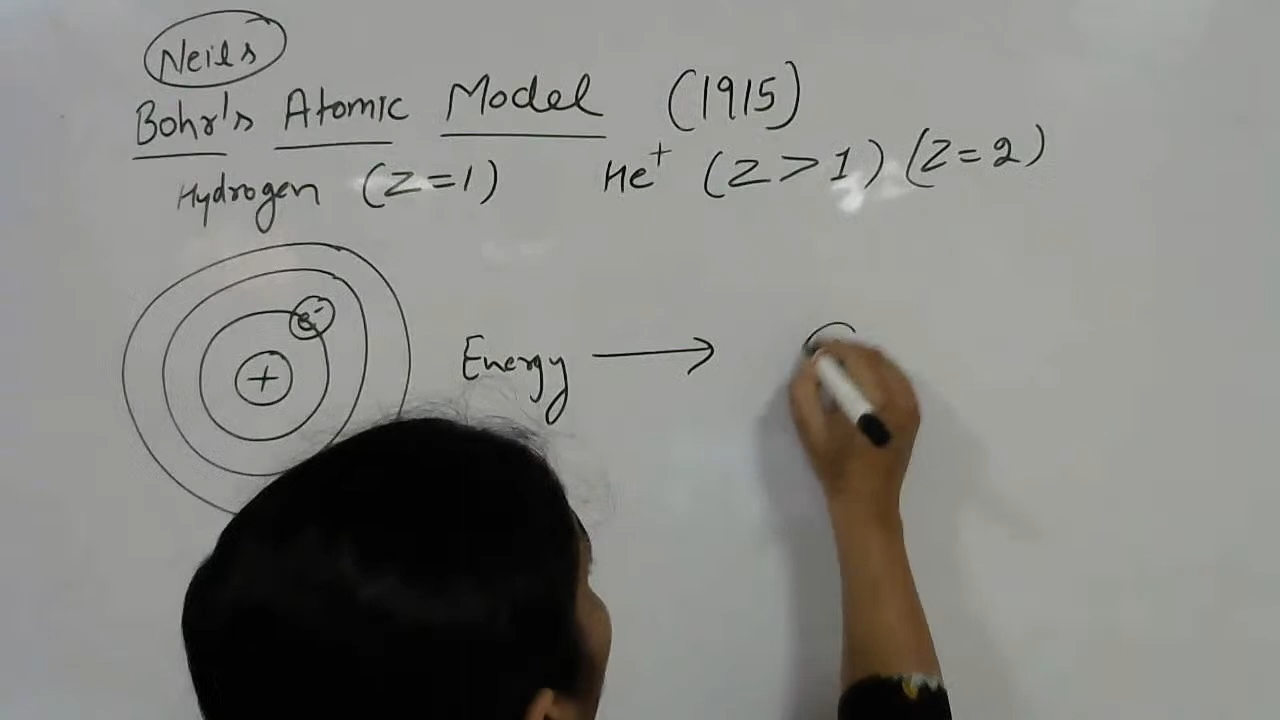 Neils
Bohr's Atomic Model (1915)
Hydrogen (Z=1) He⁺ (Z>1) (Z=2)
e⁻
+
Energy →